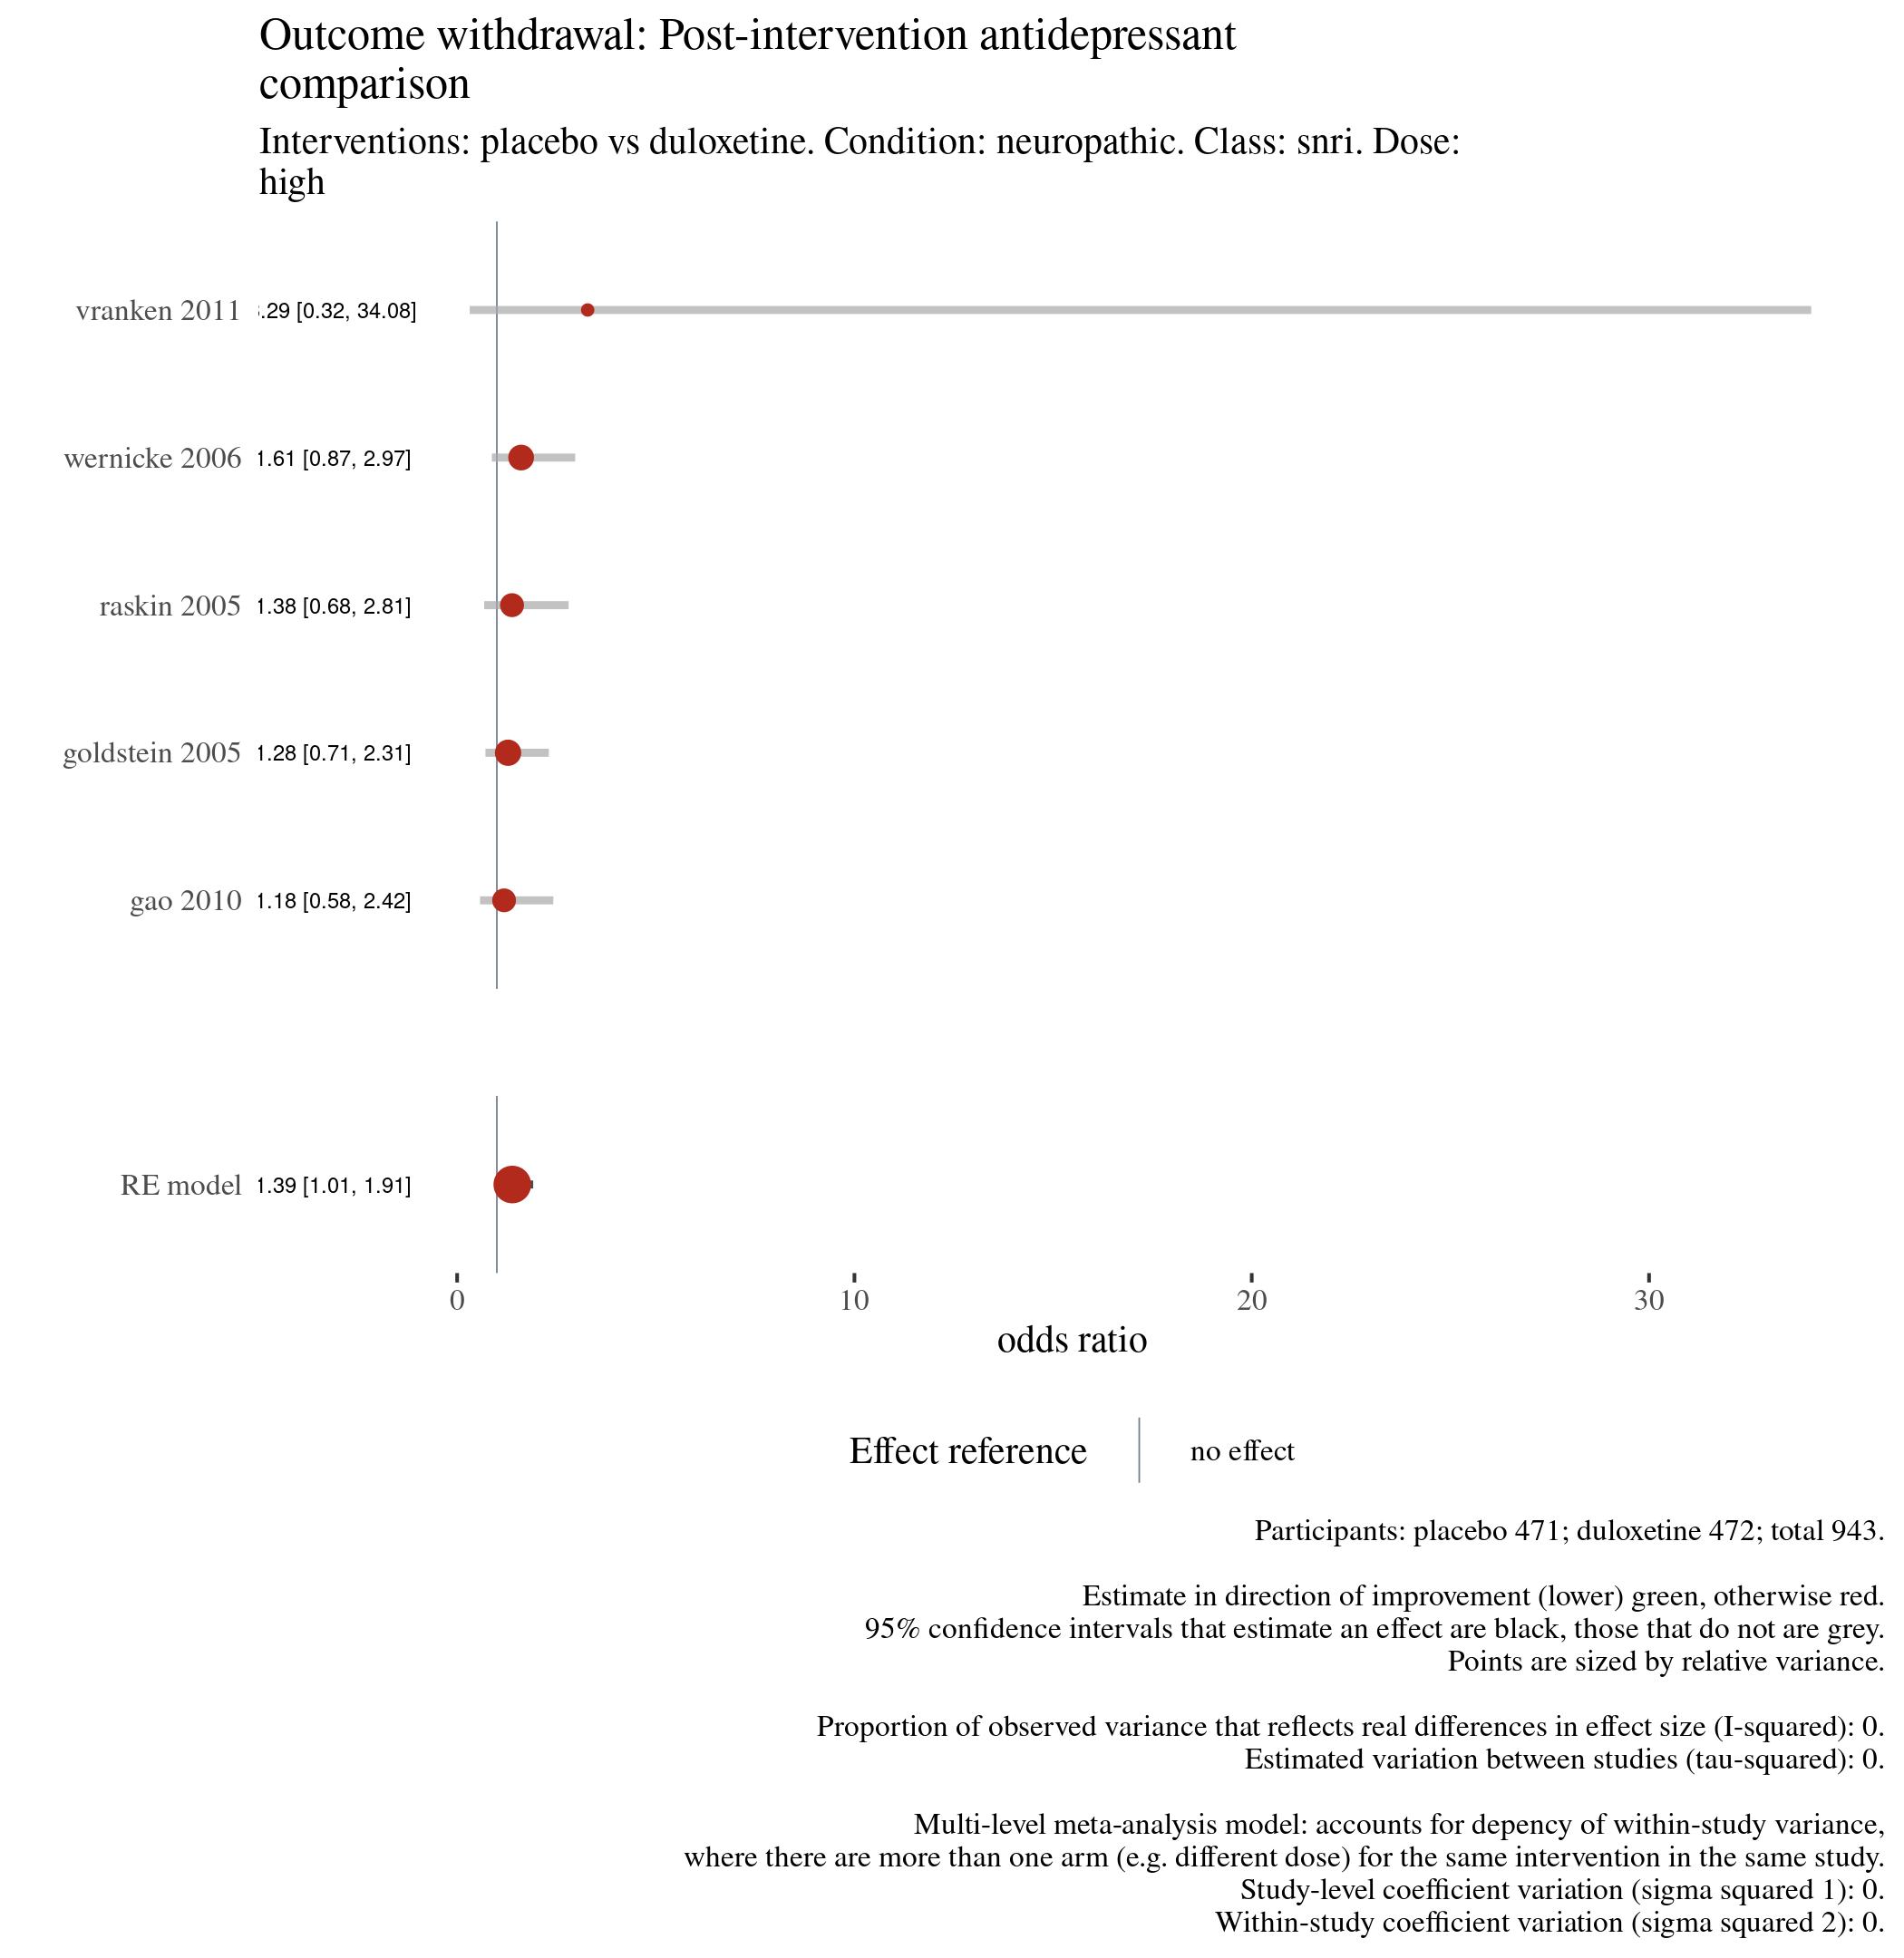 Outcome withdrawal: Post-intervention antidepressant
comparison
Interventions: placebo vs duloxetine. Condition: neuropathic. Class: snri. Dose:
high
vranken 2011 .29 [0.32, 34.08]
wernicke 2006 1.61 [0.87, 2.97]
raskin 2005 1.38 [0.68, 2.81]
goldstein 2005 1.28 [0.71, 2.31]
gao 2010 1.18 [0.58, 2.42]
RE model 1.39 [1.01, 1.91]
0 10 20 30
odds ratio
Effect reference no effect
Participants: placebo 471; duloxetine 472; total 943.
Estimate in direction of improvement (lower) green, otherwise red.
95% confidence intervals that estimate an effect are black, those that do not are grey.
Points are sized by relative variance.
Proportion of observed variance that reflects real differences in effect size (I-squared): 0.
Estimated variation between studies (tau-squared): 0.
Multi-level meta-analysis model: accounts for depency of within-study variance,
where there are more than one arm (e.g. different dose) for the same intervention in the same study.
Study-level coefficient variation (sigma squared 1): 0.
Within-study coefficient variation (sigma squared 2): 0.